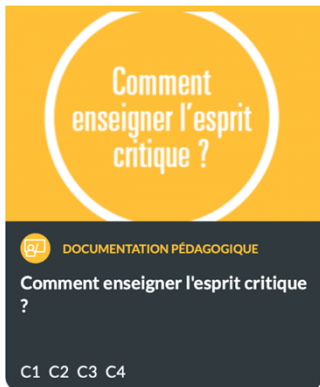 Comment
enseigner l’esprit
critique ?
DOCUMENTATION PÉDAGOGIQUE
Comment enseigner l'esprit critique
?
C1 C2 C3 C4